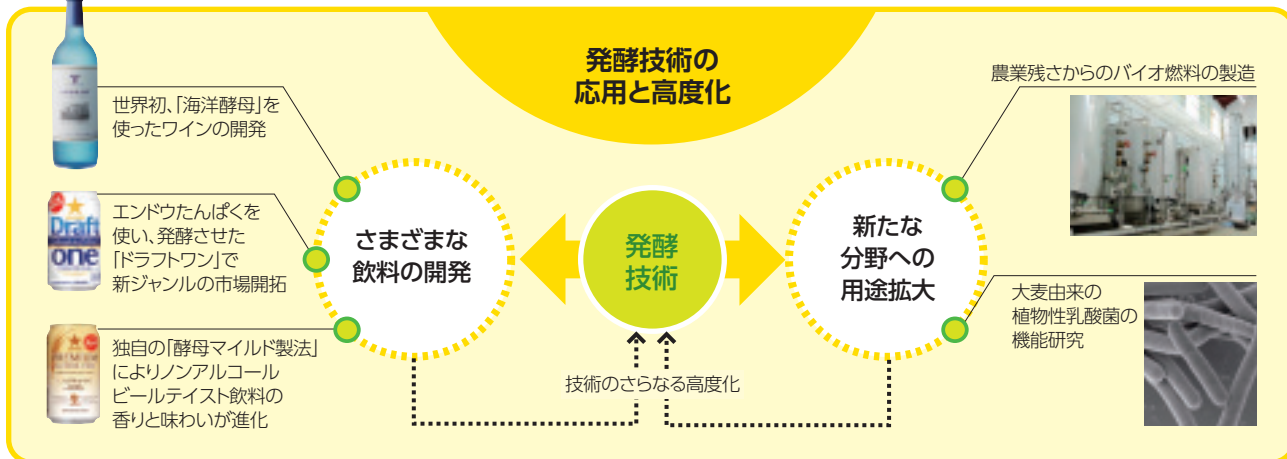 発酵技術の
応用と高度化
世界初、「海洋酵母」を
使ったワインの開発
エンドウたんぱくを
使い、発酵させた
「ドラフトワン」で
新ジャンルの市場開拓
独自の「酵母マイルド製法」
によりノンアルコール
ビールテイスト飲料の
香りと味わいが進化
Draft
one
さまざまな
飲料の開発
発酵
技術
新たな
分野への
用途拡大
技術のさらなる高度化
農業残さからのバイオ燃料の製造
大麦由来の
植物性乳酸菌の
機能研究